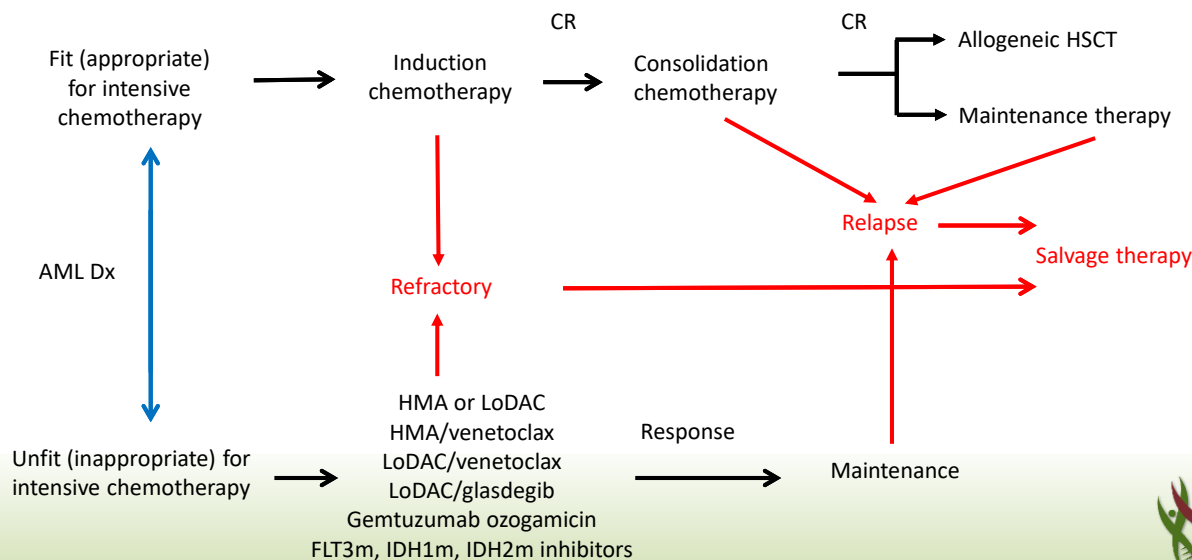 CR
CR
Fit (appropriate)
for intensive
chemotherapy
Induction
chemotherapy
Consolidation
chemotherapy
Allogeneic HSCT
Maintenance therapy
Relapse
Salvage therapy
AML Dx
Refractory
HMA or LoDAC
HMA/venetoclax
LoDAC/venetoclax
LoDAC/glasdegib
Gemtuzumab ozogamicin
FLT3m, IDH1m, IDH2m inhibitors
Response
Unfit (inappropriate) for
intensive chemotherapy
Maintenance